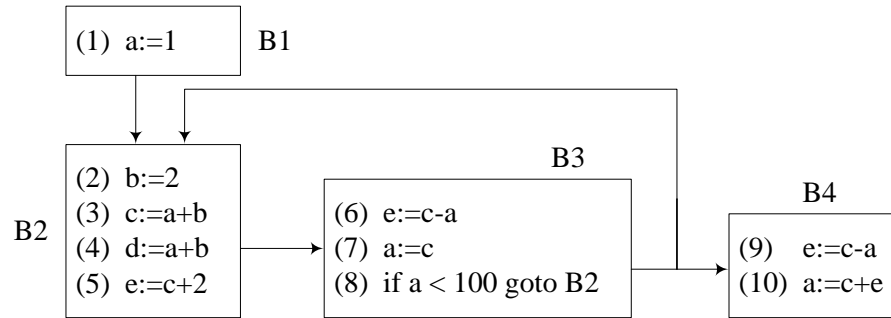 (1) a:=1
B1
B2
(2) b:=2
(3) c:=a+b
(4) d:=a+b
(5) e:=c+2
B3
(6) e:=c-a
(7) a:=c
(8) if a < 100 goto B2
B4
(9) e:=c-a
(10) a:=c+e